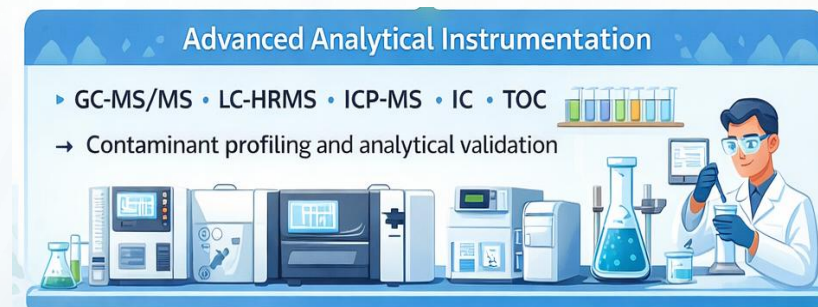 Advanced Analytical Instrumentation
▸ GC-MS/MS • LC-HRMS • ICP-MS • IC • TOC
→ Contaminant profiling and analytical validation